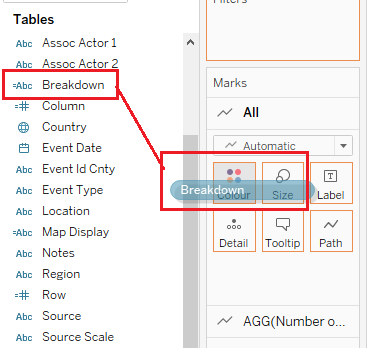 Tables
Abc Assoc Actor 1
Abc Assoc Actor 2
=Abc Breakdown
=# Column
Country
Event Date
Abc Event Id Cnty
Abc Event Type
Abc Location
=Abc Map Display
Abc Notes
Abc Region
=# Row
Abc Source
Abc Source Scale
Filters
Marks
All
Automatic
Breakdown
Colour
Size
T Label
Detail
Tooltip
Path
AGG(Number o...